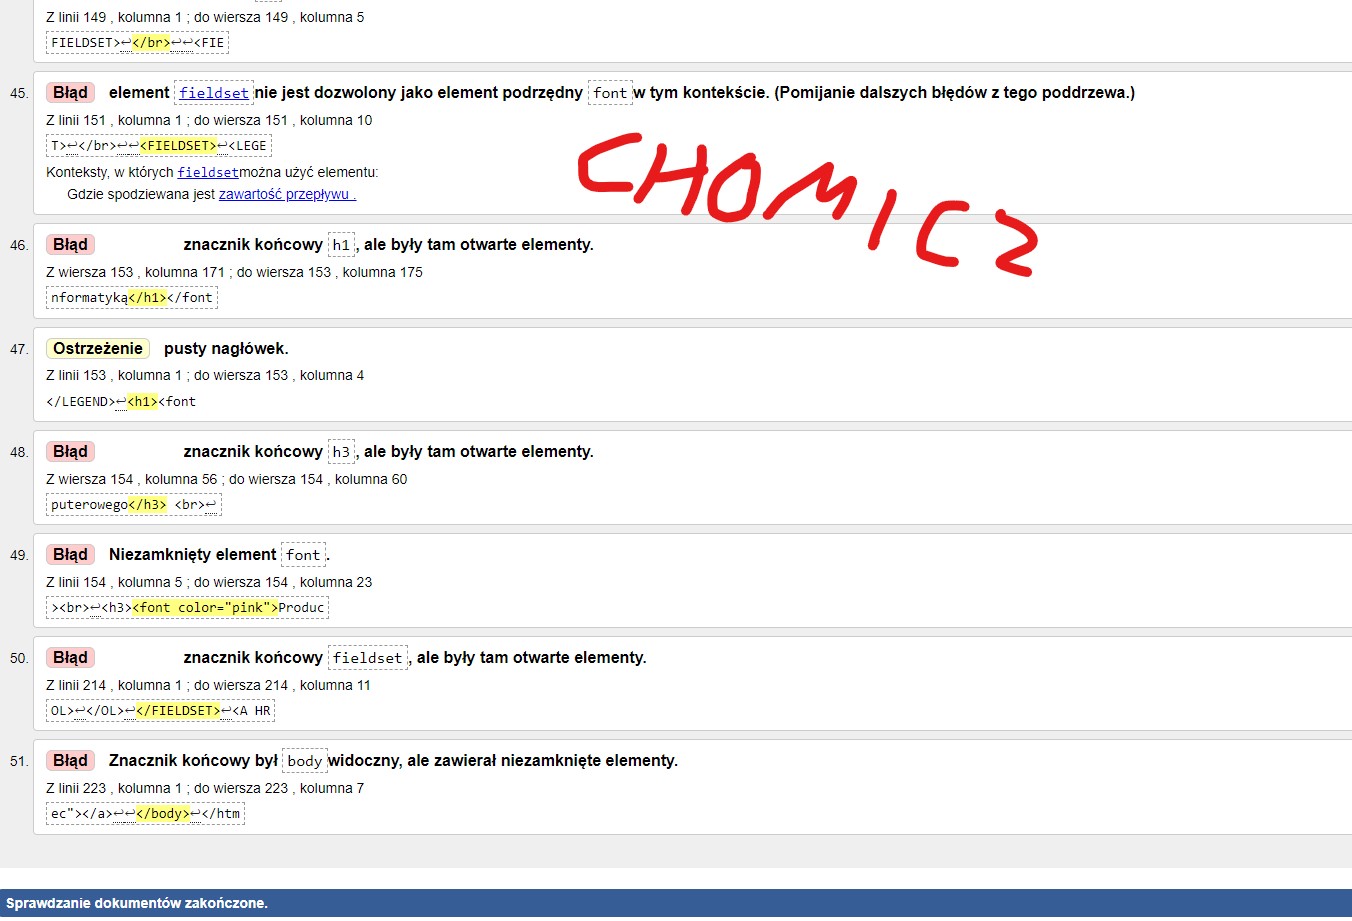 Z linii 149 , kolumna 1 ; do wiersza 149 , kolumna 5
FIELDSET>↩</br>↩↩<FIE
45. Błąd element fieldset nie jest dozwolony jako element podrzędny font w tym kontekście. (Pomijanie dalszych błędów z tego poddrzewa.)
Z linii 151 , kolumna 1 ; do wiersza 151 , kolumna 10
T>↩</br>↩↩<FIELDSET>↩<LEGE
Konteksty, w których fieldsetmożna użyć elementu:
Gdzie spodziewana jest zawartość przepływu .
CHOMICZ
46. Błąd znacznik końcowy h1, ale były tam otwarte elementy.
Z wiersza 153 , kolumna 171 ; do wiersza 153 , kolumna 175
nformatyką</h1></font
47. Ostrzeżenie pusty nagłówek.
Z linii 153 , kolumna 1 ; do wiersza 153 , kolumna 4
</LEGEND>↩<h1><font
48. Błąd znacznik końcowy h3, ale były tam otwarte elementy.
Z wiersza 154 , kolumna 56 ; do wiersza 154 , kolumna 60
puterowego</h3> <br>↩
49. Błąd Niezamknięty element font.
Z linii 154 , kolumna 5 ; do wiersza 154 , kolumna 23
><br>↩<h3><font color="pink">Produc
50. Błąd znacznik końcowy fieldset, ale były tam otwarte elementy.
Z linii 214 , kolumna 1 ; do wiersza 214 , kolumna 11
OL>↩</OL>↩</FIELDSET>↩<A HR
51. Błąd Znacznik końcowy był body widoczny, ale zawierał niezamknięte elementy.
Z linii 223 , kolumna 1 ; do wiersza 223 , kolumna 7
ec"></a>↩↩</body>↩</htm
Sprawdzanie dokumentów zakończone.